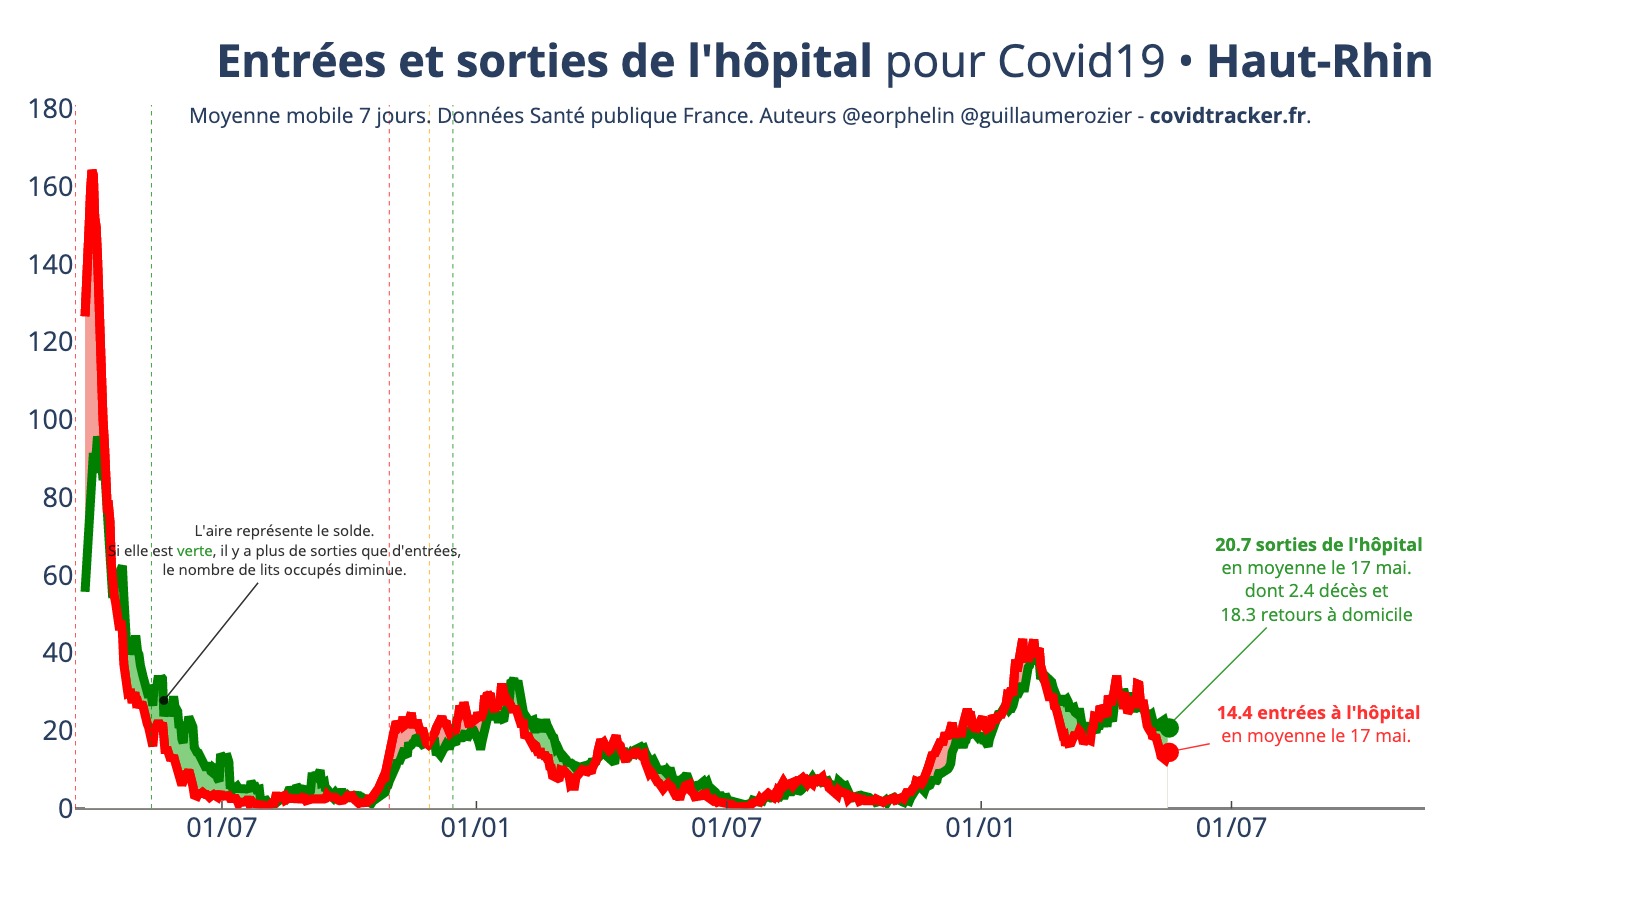 Entrées et sorties de l'hôpital pour Covid19 • Haut-Rhin
Moyenne mobile 7 jours. Données Santé publique France. Auteurs @eorphelin @guillaumerozier - covidtracker.fr.
180
160
140
120
100
80
60
40
20
0
L'aire représente le solde.
Si elle est verte, il y a plus de sorties que d'entrées,
le nombre de lits occupés diminue.
20.7 sorties de l'hôpital
en moyenne le 17 mai.
dont 2.4 décès et
18.3 retours à domicile
14.4 entrées à l'hôpital
en moyenne le 17 mai.
01/07
01/01
01/07
01/01
01/07